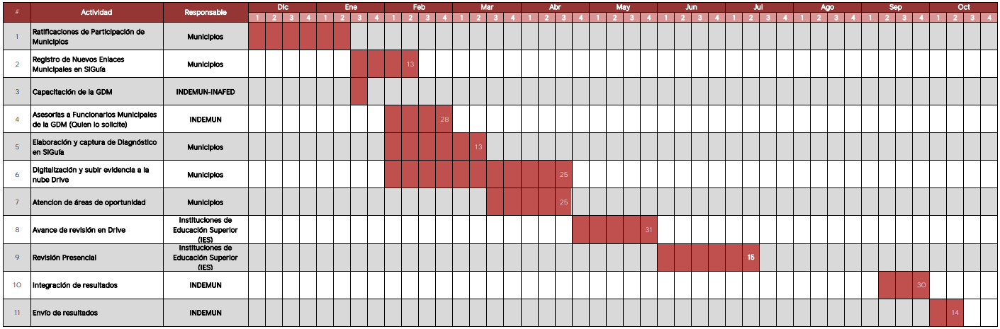 # Actividad Responsable Dic Ene Feb Mar Abr May Jun Jul Ago Sep Oct
1 2 3 4 1 2 3 4 1 2 3 4 1 2 3 4 1 2 3 4 1 2 3 4 1 2 3 4 1 2 3 4 1 2 3 4 1 2 3 4 1 2 3 4
1 Ratificaciones de Participación de
Municipios
Municipios
2 Registro de Nuevos Enlaces
Municipales en SIGuía
Municipios 13
3 Capacitación de la GDM INDEMUN-INAFED
4 Asesorías a Funcionarios Municipales
de la GDM (Quien lo solicite)
INDEMUN 28
5 Elaboración y captura de Diagnóstico
en SIGuía
Municipios 13
6 Digitalización y subir evidencia a la
nube Drive
Municipios 25
7 Atencion de áreas de oportunidad Municipios 25
8 Avance de revisión en Drive
Instituciones de
Educación Superior
(IES)
31
9 Revisión Presencial
Instituciones de
Educación Superior
(IES)
15
10 Integración de resultados INDEMUN 30
11 Envío de resultados INDEMUN 14